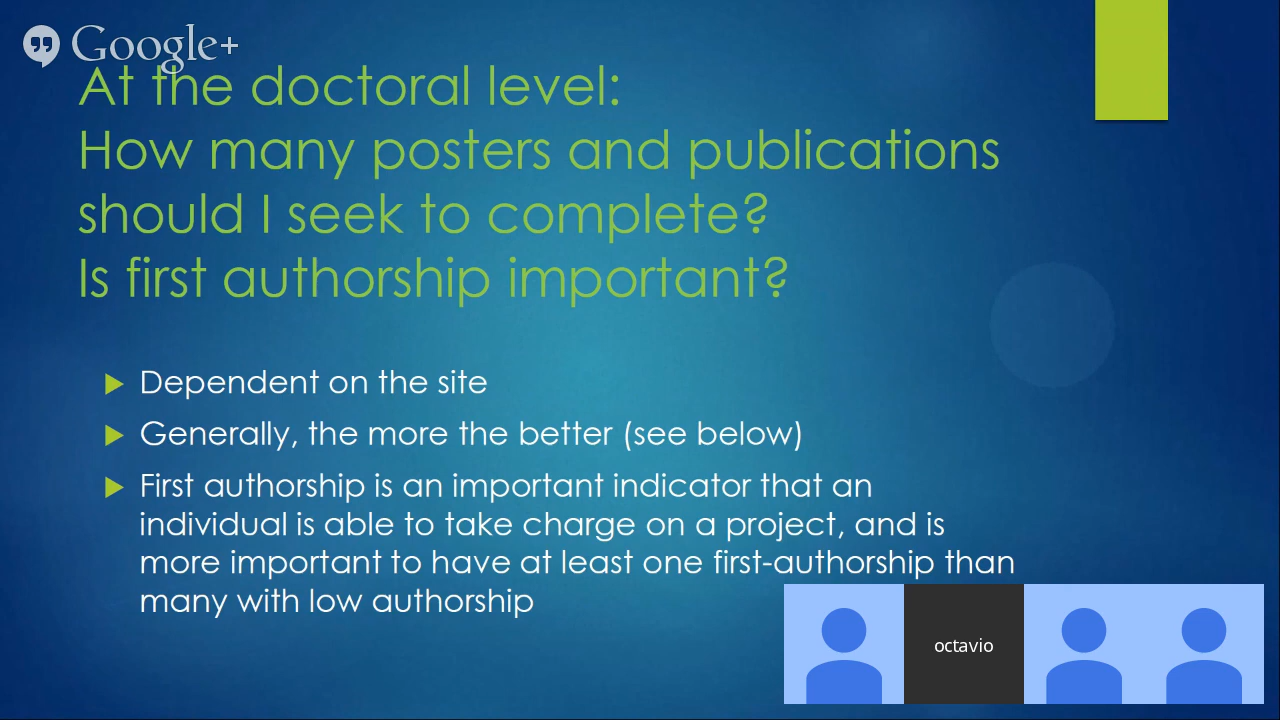 Google+
At the doctoral level:
How many posters and publications
should I seek to complete?
Is first authorship important?
Dependent on the site
Generally, the more the better (see below)
First authorship is an important indicator that an
individual is able to take charge on a project, and is
more important to have at least one first-authorship than
many with low authorship
octavio